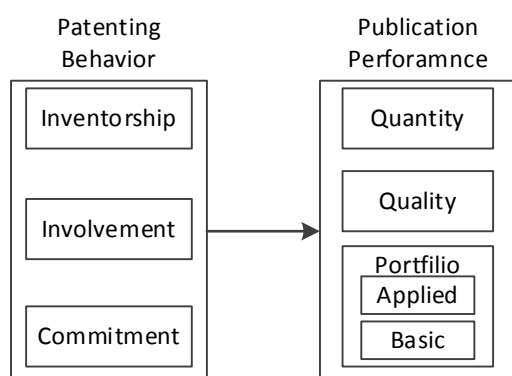 Patenting
Behavior
Inventorship
Involvement
Commitment
Publication
Perforamnce
Quantity
Quality
Portfilio
Applied
Basic